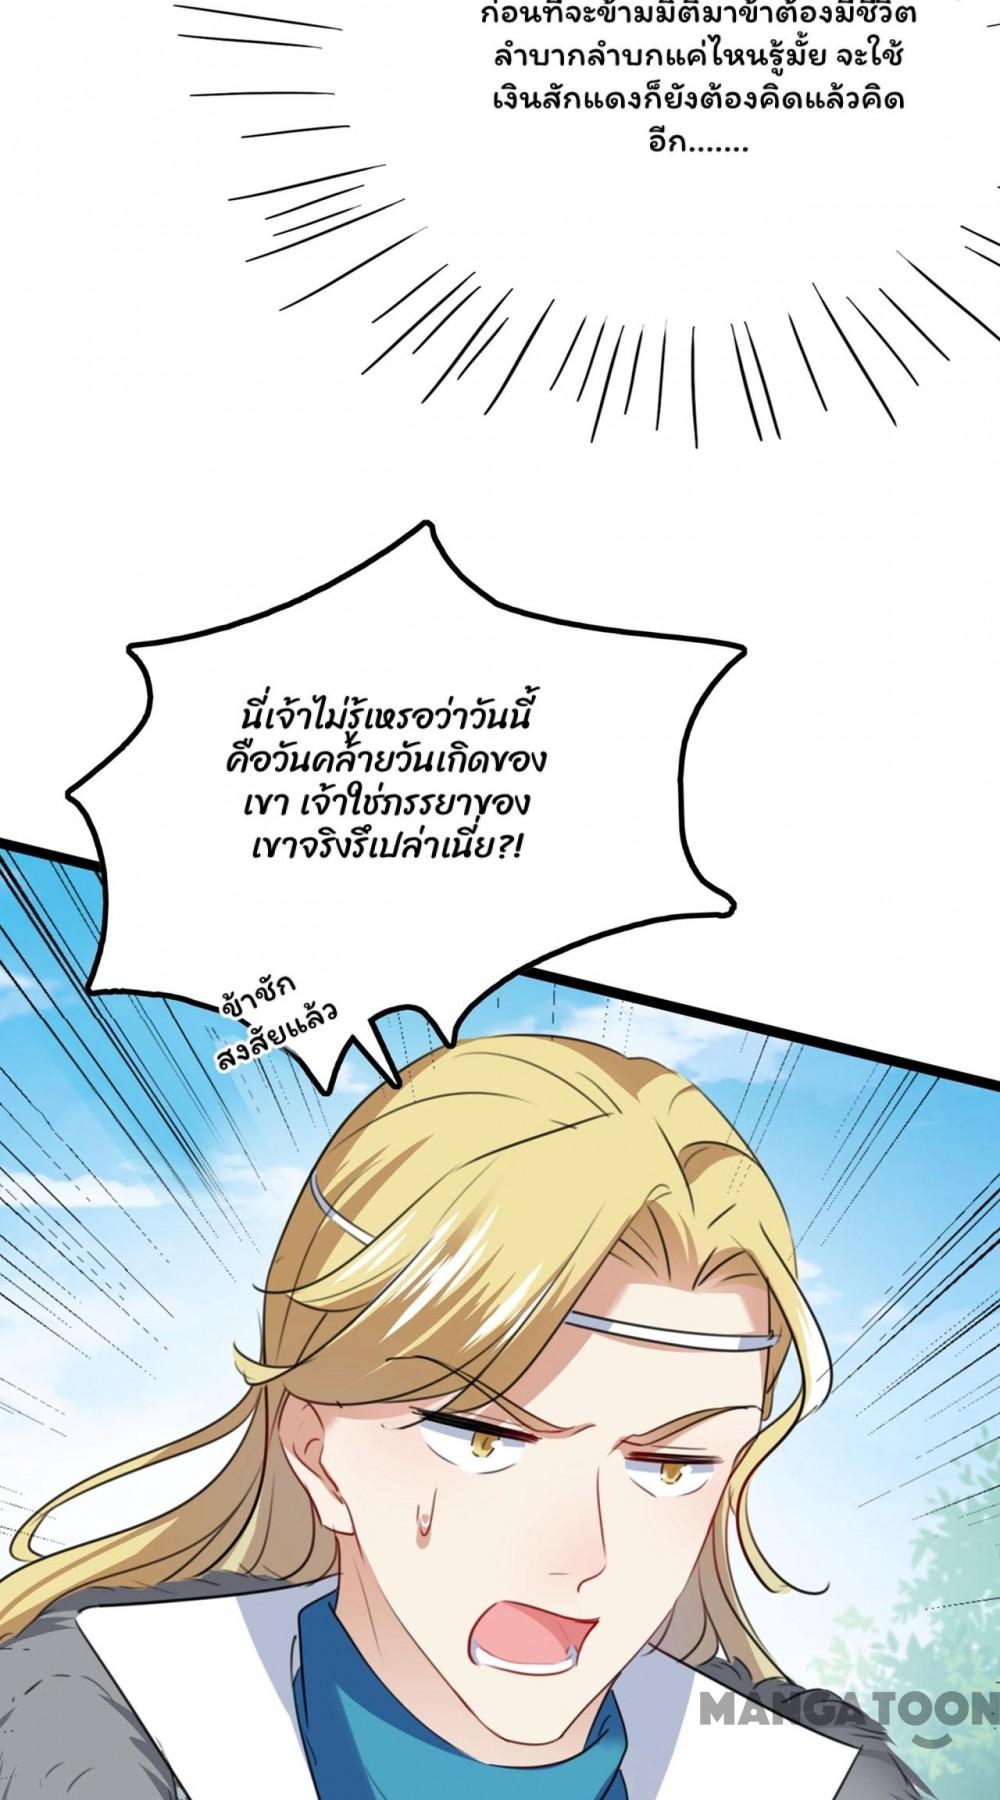 ก่อนที่จะข้ามมิติมาข้าต้องมีชีวิต
ลำบากลำบกแค่ไหนรู้มั้ย จะใช้
เงินสักแดงก็ยังต้องคิดแล้วคิด
อีก.......
นี่เจ้าไม่รู้เหรอว่าวันนี้
คือวันคล้ายวันเกิดของ
เขา เจ้าใช่ภรรยาของ
เขาจริงรึเปล่าเนี่ย?!
ข้าชัก
สงสัยแล้ว
MANGATOON